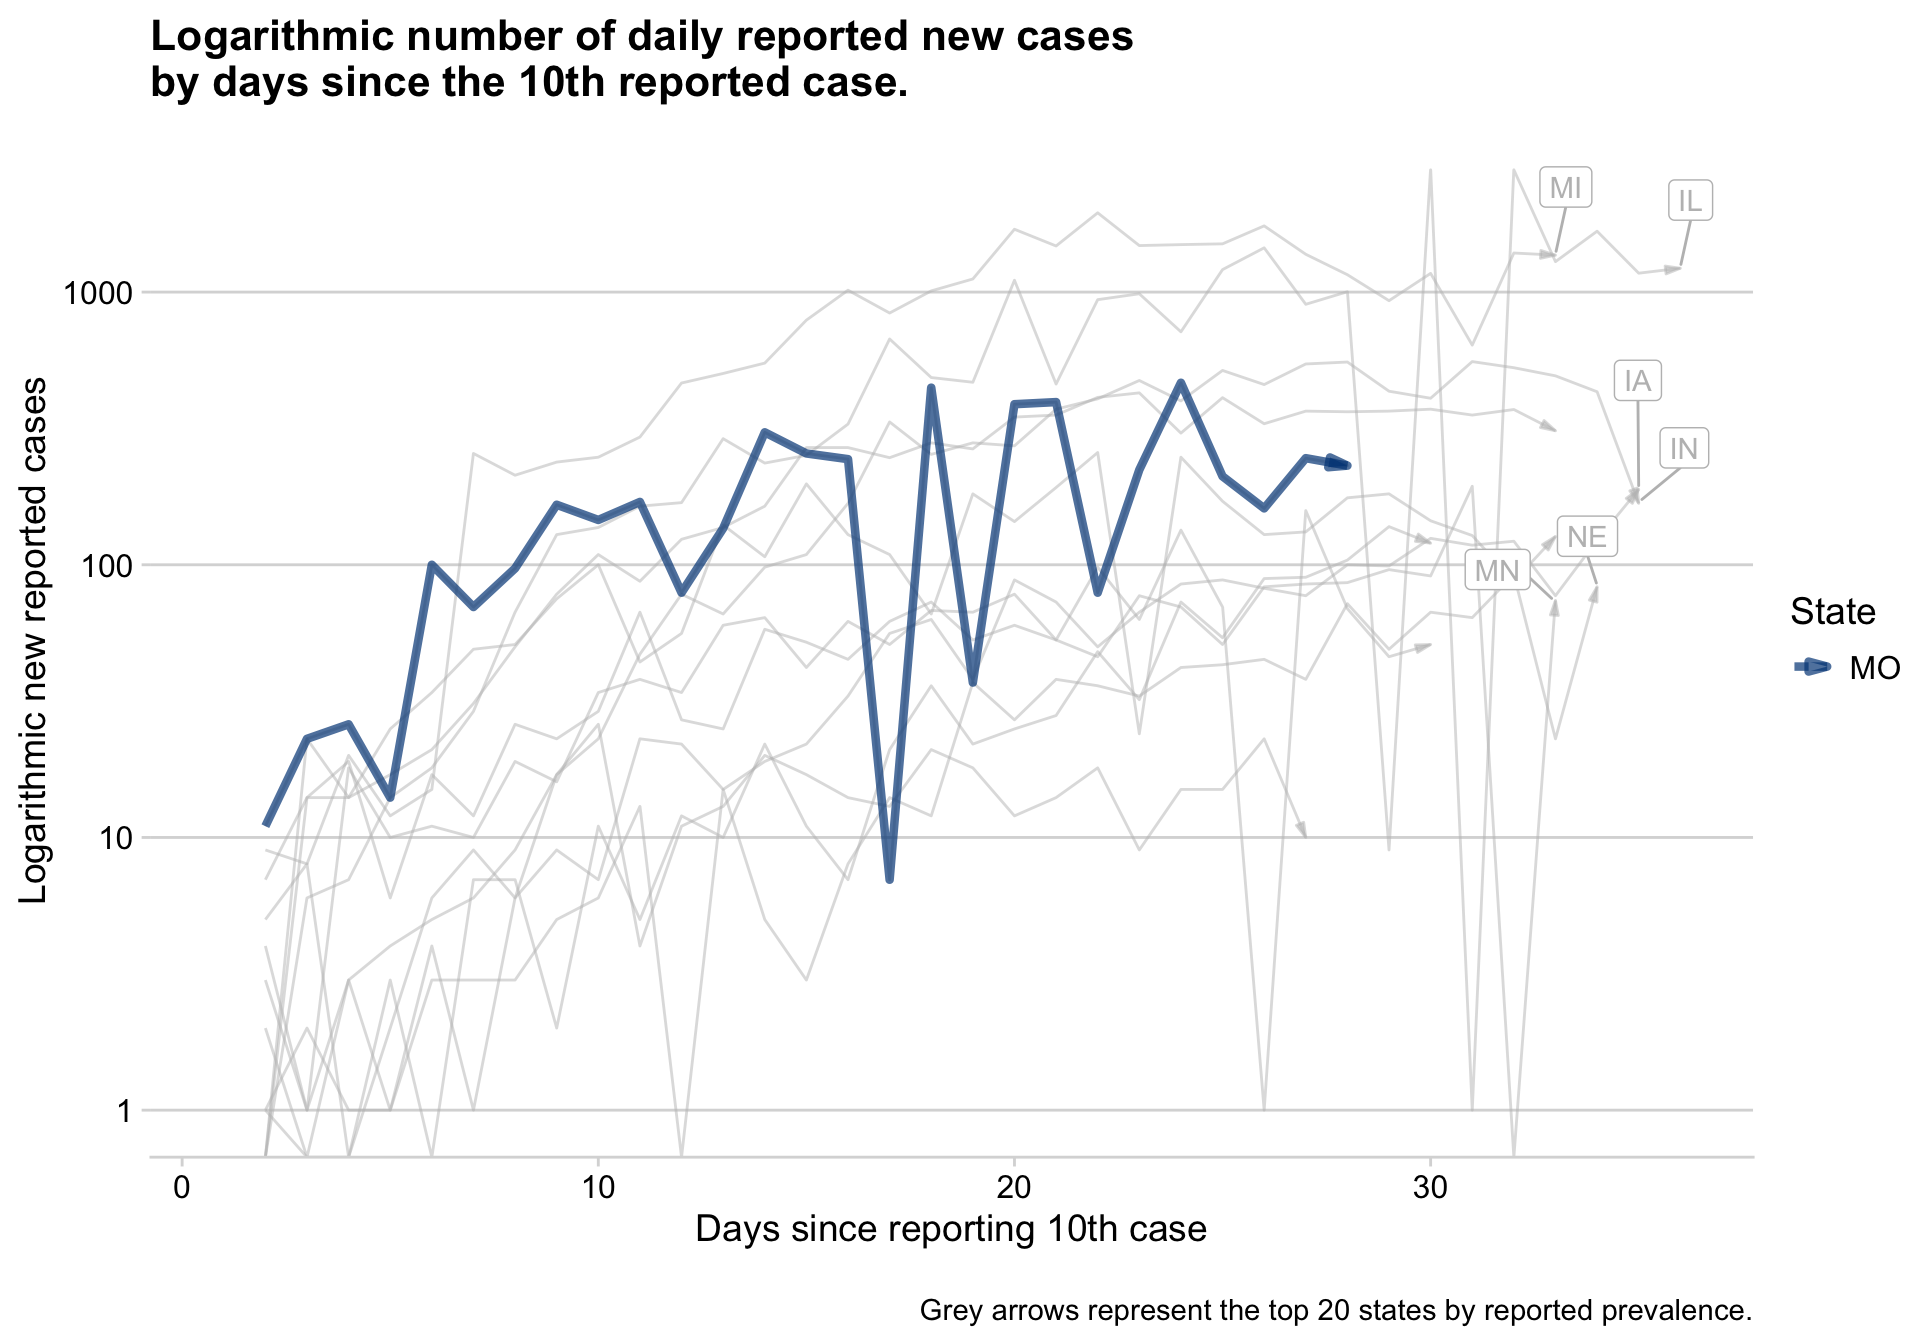 Logarithmic number of daily reported new cases
by days since the 10th reported case.
MI
IL
1000
IA
IN
NE
100
MN
State
MO
10
1
Logarithmic new reported cases
0
10
20
30
Days since reporting 10th case
Grey arrows represent the top 20 states by reported prevalence.